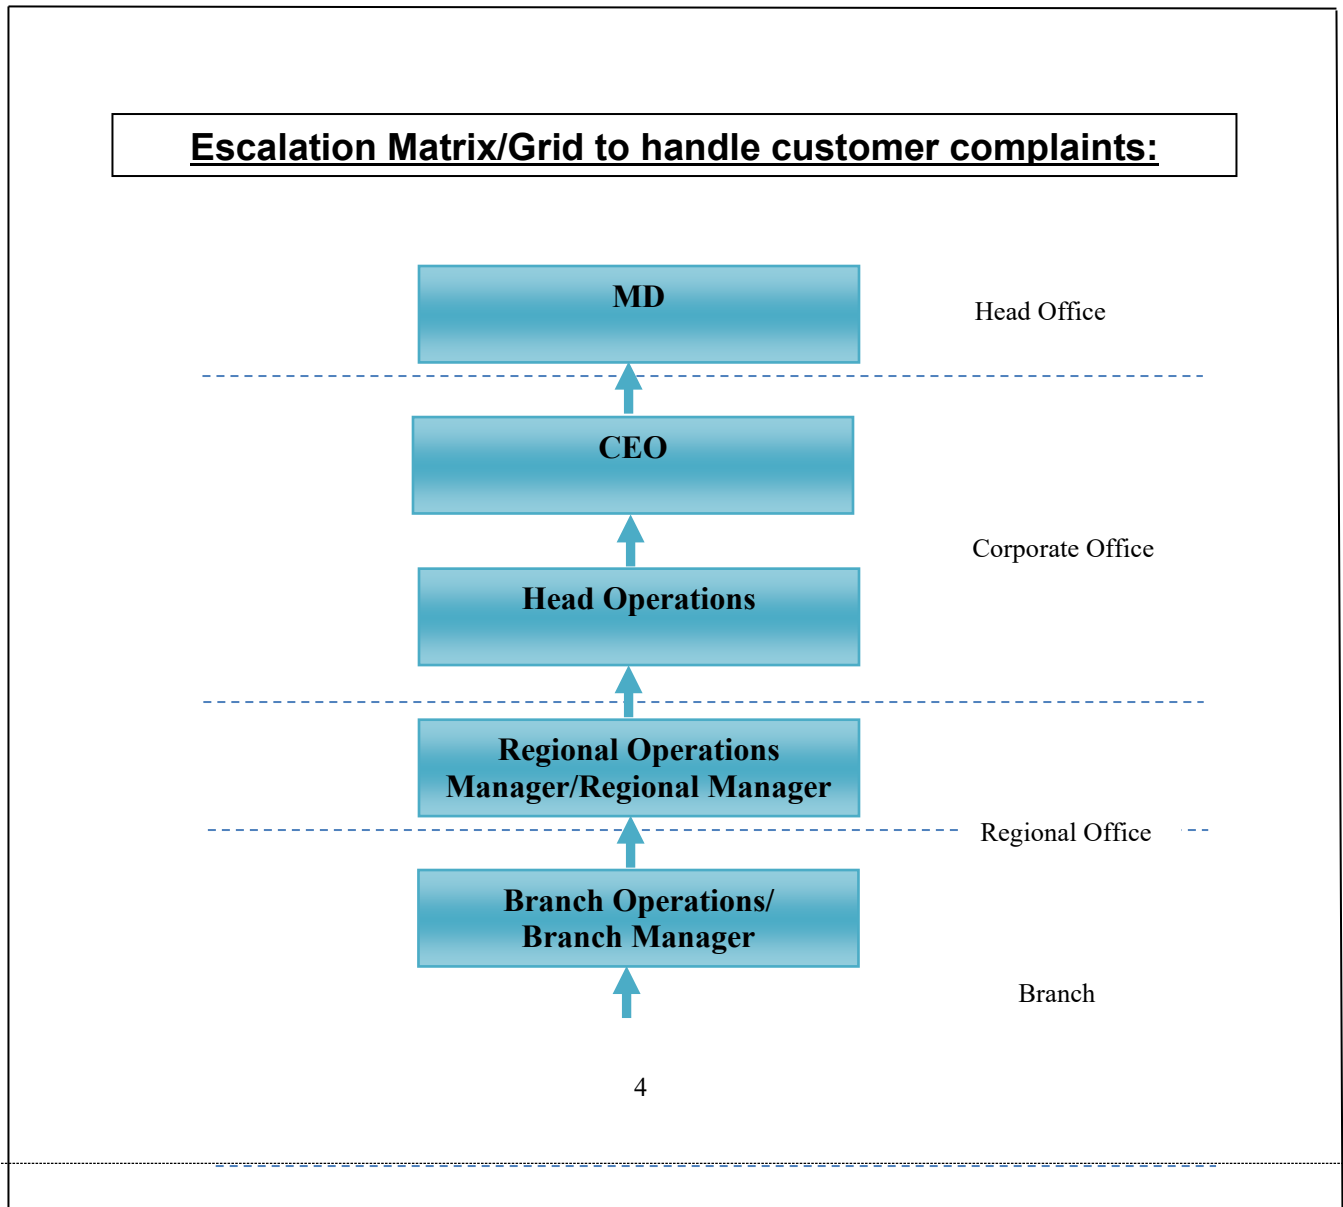 Escalation Matrix/Grid to handle customer complaints:
MD
Head Office
CEO
Corporate Office
Head Operations
Regional Operations
Manager/Regional Manager
Regional Office
Branch Operations/
Branch Manager
Branch
4